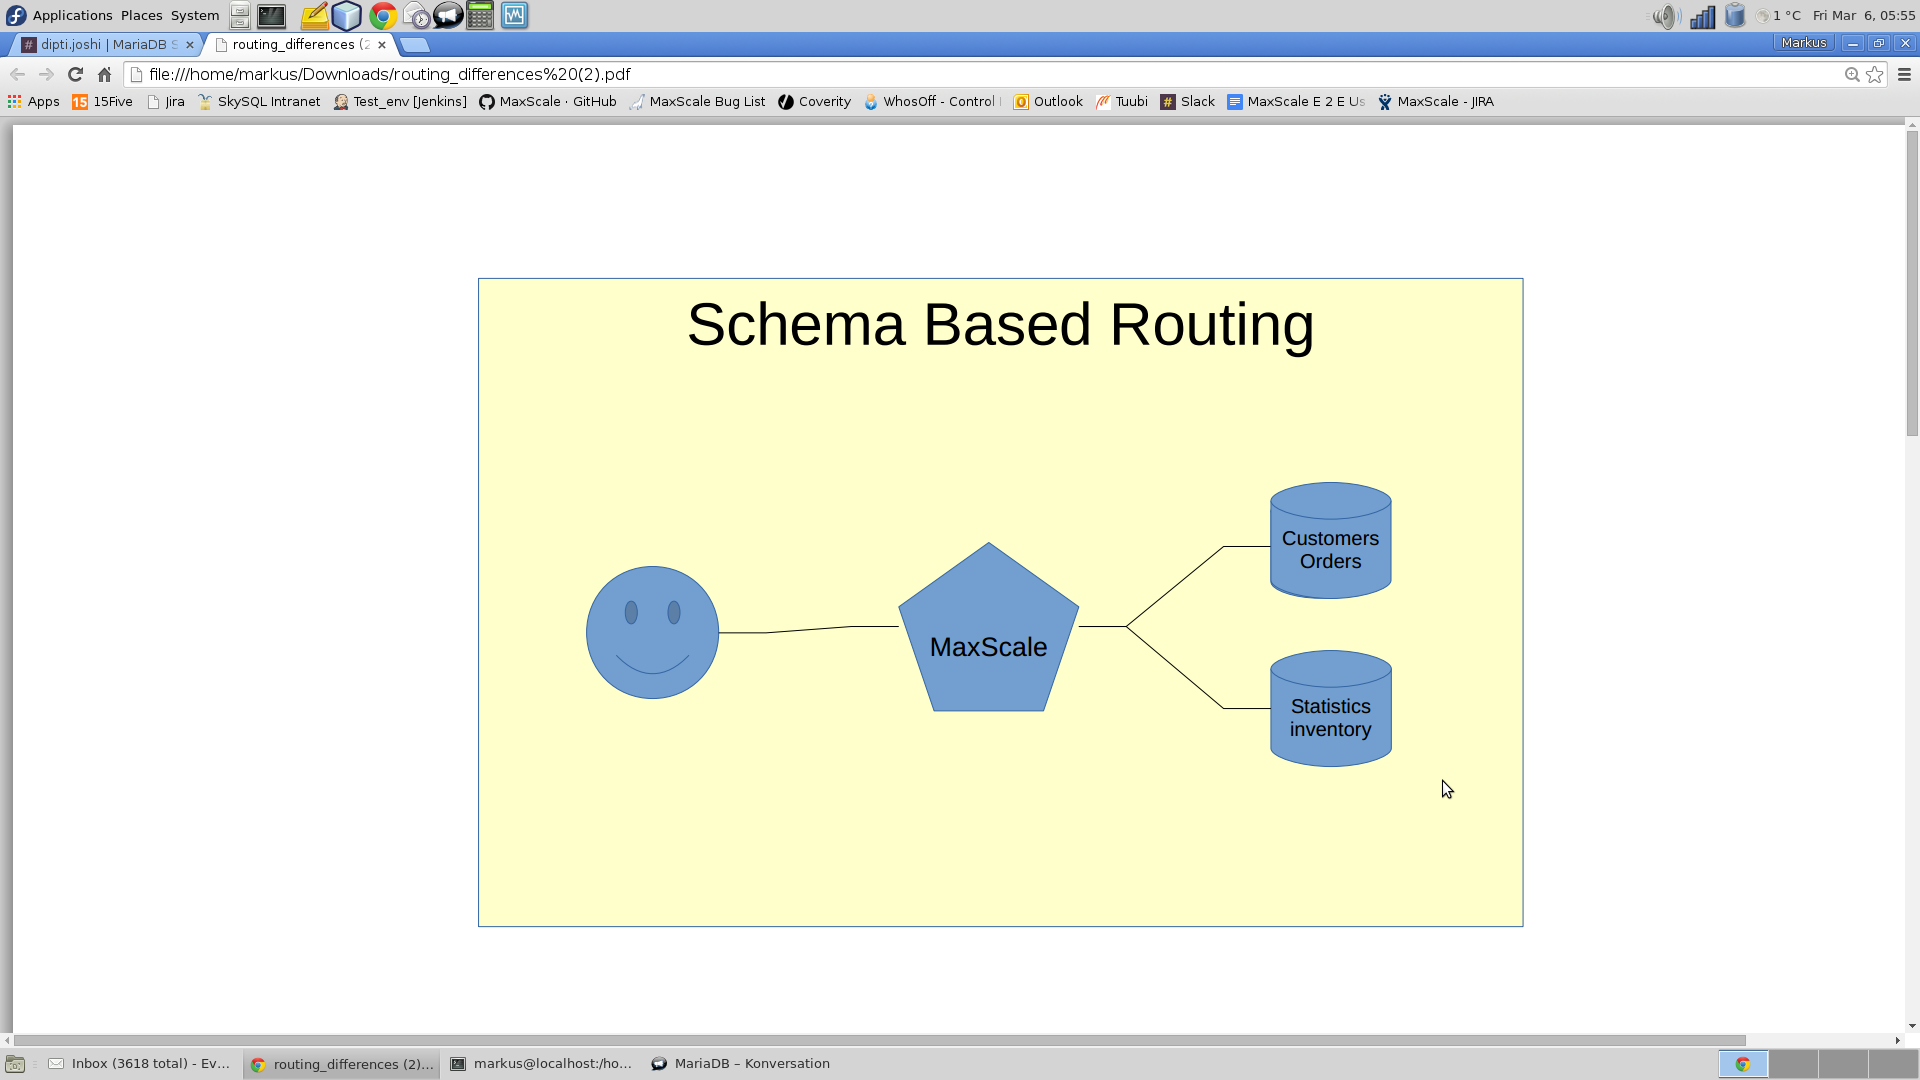 Applications Places System
1 °C Fri Mar 6, 05:55
dipti.joshi | MariaDB S
routing_differences (2
Markus
file:///home/markus/Downloads/routing_differences%20(2).pdf
Apps 15Five Jira SkySQL Intranet Test_env [Jenkins] MaxScale · GitHub MaxScale Bug List Coverity WhosOff - Control Outlook Tuubi Slack MaxScale E 2 E Us MaxScale - JIRA
Schema Based Routing
Customers
Orders
MaxScale
Statistics
inventory
Inbox (3618 total) - Ev... routing_differences (2)... markus@localhost:/ho... MariaDB – Konversation